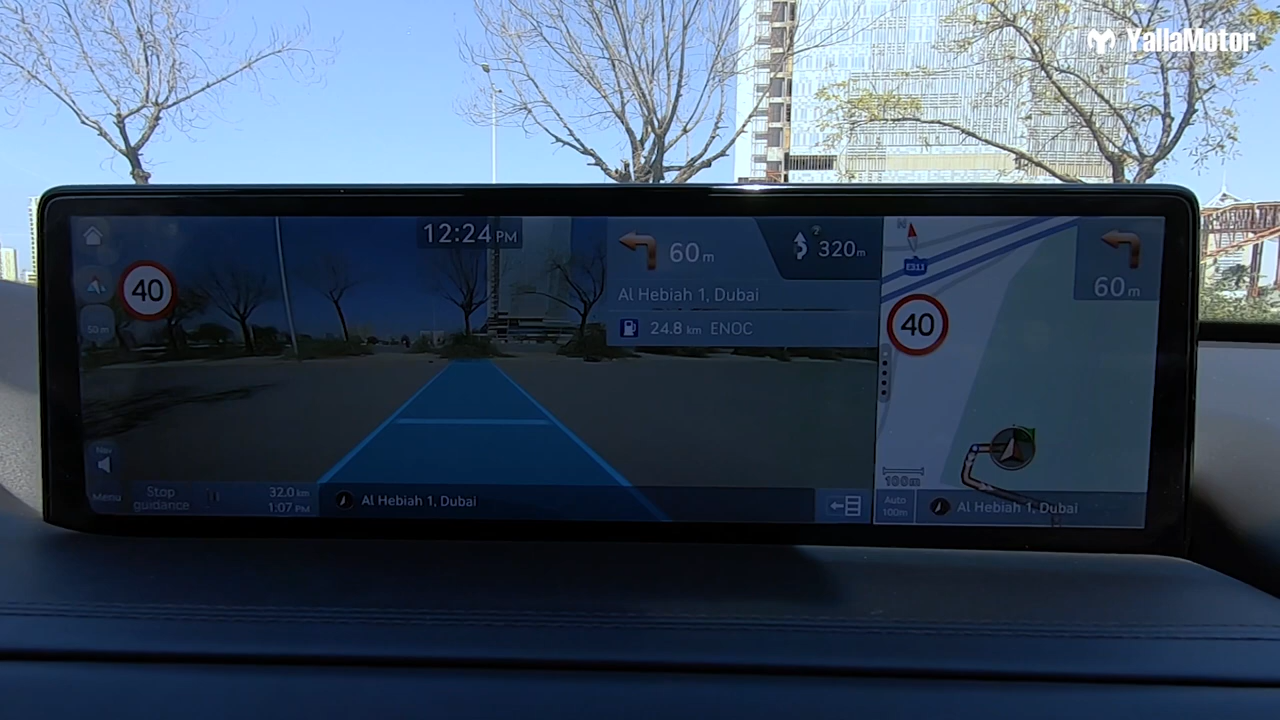 YallaMotor
12:24 PM
60 m
2
320 m
Al Hebiah 1, Dubai
24.8 km ENOC
40
50 m
Nav
Menu
Stop
guidance
32.0 km
1:07 PM
Al Hebiah 1, Dubai
N
E311
60 m
40
100m
Auto
100m
Al Hebiah 1, Dubai